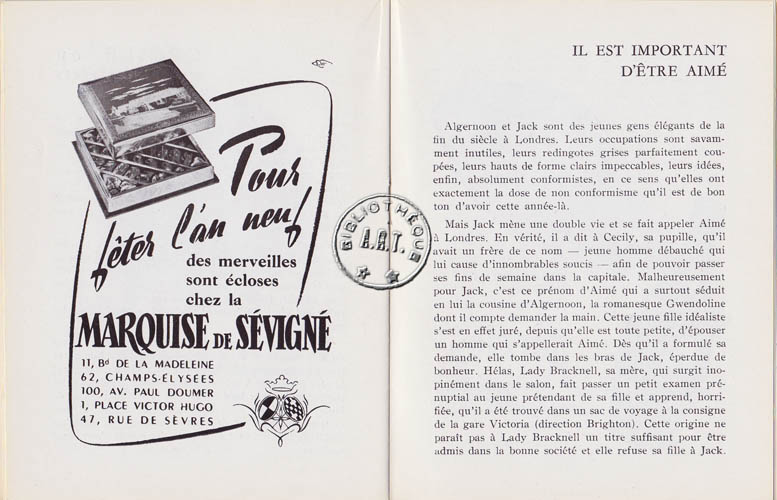 Pour
fêter l'an neuf
des merveilles
sont écloses
chez la
MARQUISE DE SÉVIGNÉ
11, Bd DE LA MADELEINE
62, CHAMPS-ÉLYSÉES
100, AV. PAUL DOUMER
1, PLACE VICTOR HUGO
47, RUE DE SÈVRES
BIBLIOTHÈQUE
A.R.T.
IL EST IMPORTANT
D'ÊTRE AIMÉ
Algernoon et Jack sont des jeunes gens élégants de la
fin du siècle à Londres. Leurs occupations sont savam-
ment inutiles, leurs redingotes grises parfaitement cou-
pées, leurs hauts de forme clairs impeccables, leurs idées,
enfin, absolument conformistes, en ce sens qu'elles ont
exactement la dose de non conformisme qu'il est de bon
ton d'avoir cette année-là.
Mais Jack mène une double vie et se fait appeler Aimé
à Londres. En vérité, il a dit à Cecily, sa pupille, qu'il
avait un frère de ce nom — jeune homme débauché qui
lui cause d'innombrables soucis — afin de pouvoir passer
ses fins de semaine dans la capitale. Malheureusement
pour Jack, c'est ce prénom d'Aimé qui a surtout séduit
en lui la cousine d'Algernoon, la romanesque Gwendoline
dont il compte demander la main. Cette jeune fille idéaliste
s'est en effet juré, depuis qu'elle est toute petite, d'épouser
un homme qui s'appellerait Aimé. Dès qu'il a formulé sa
demande, elle tombe dans les bras de Jack, éperdue de
bonheur. Hélas, Lady Bracknell, sa mère, qui surgit ino-
pinément dans le salon, fait passer un petit examen pré-
nuptial au jeune prétendant de sa fille et apprend, horri-
fiée, qu'il a été trouvé dans un sac de voyage à la consigne
de la gare Victoria (direction Brighton). Cette origine ne
paraît pas à Lady Bracknell un titre suffisant pour être
admis dans la bonne société et elle refuse sa fille à Jack.